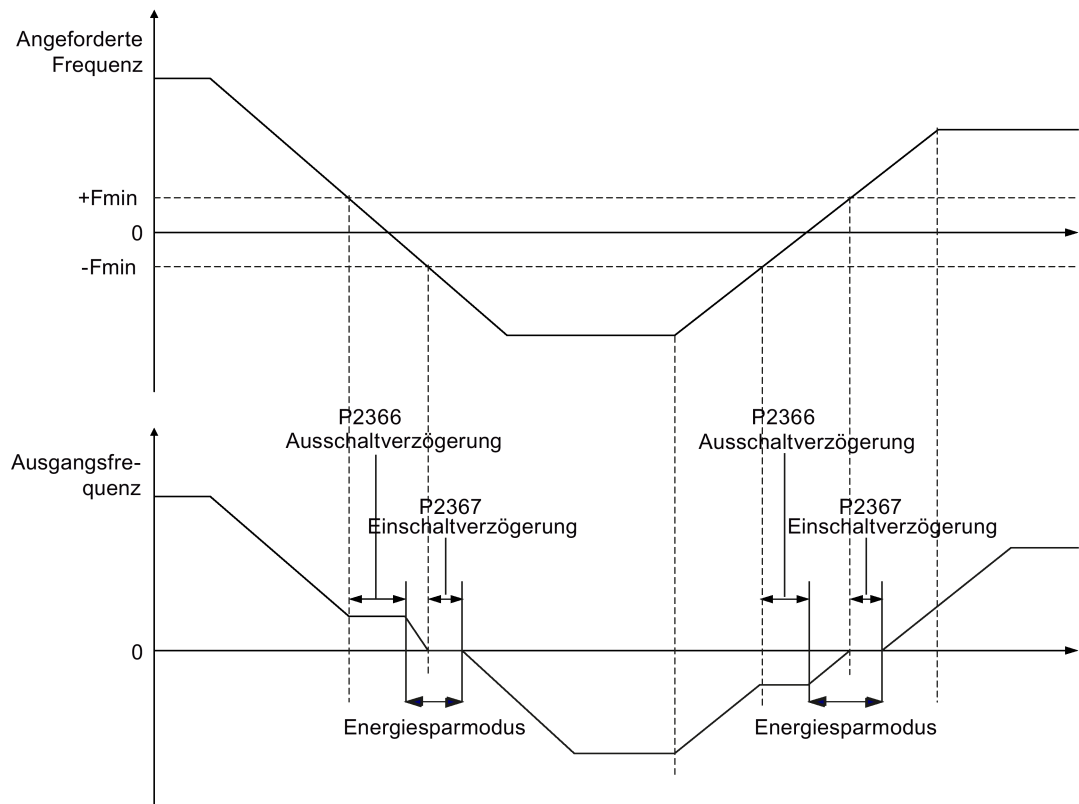 Angeforderte
Frequenz
+Fmin
0
-Fmin
P2366
Ausschaltverzögerung
P2366
Ausschaltverzögerung
Ausgangsfre-
quenz
P2367
Einschaltverzögerung
P2367
Einschaltverzögerung
0
Energiesparmodus
Energiesparmodus